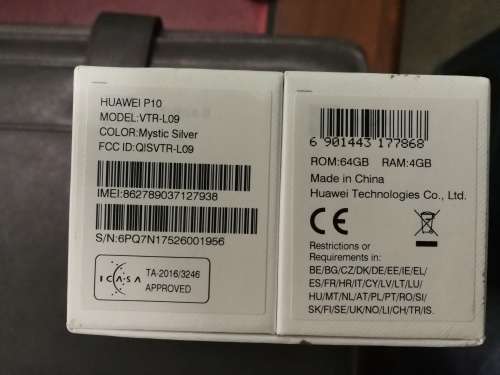 HUAWEI P10
MODEL:VTR-L09
COLOR:Mystic Silver
FCC ID:QISVTR-L09
IMEI:862789037127938
S/N:6PQ7N17526001956
ICASA
TA-2016/3246
APPROVED
6 901443 177868
ROM:64GB RAM:4GB
Made in China
Huawei Technologies Co., Ltd.
CE
Restrictions or
Requirements in:
BE/BG/CZ/DK/DE/EE/IE/EL/
ES/FR/HR/IT/CY/LV/LT/LU/
HU/MT/NL/AT/PL/PT/RO/SI/
SK/FI/SE/UK/NO/LI/CH/TR/IS.